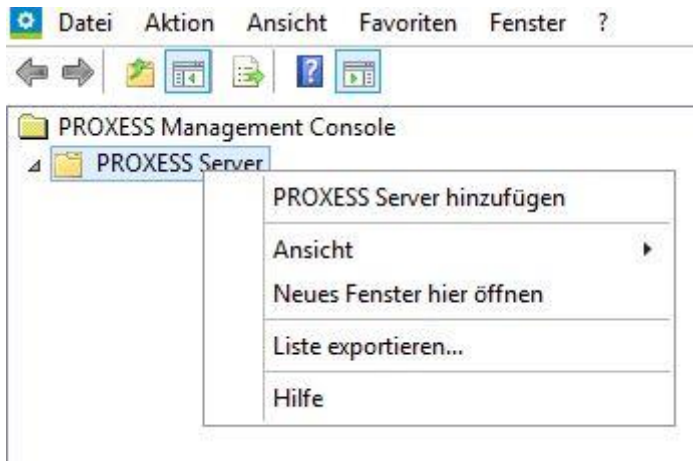 Datei Aktion Ansicht Favoriten Fenster ?
PROXESS Management Console
PROXESS Server
PROXESS Server hinzufügen
Ansicht
Neues Fenster hier öffnen
Liste exportieren...
Hilfe